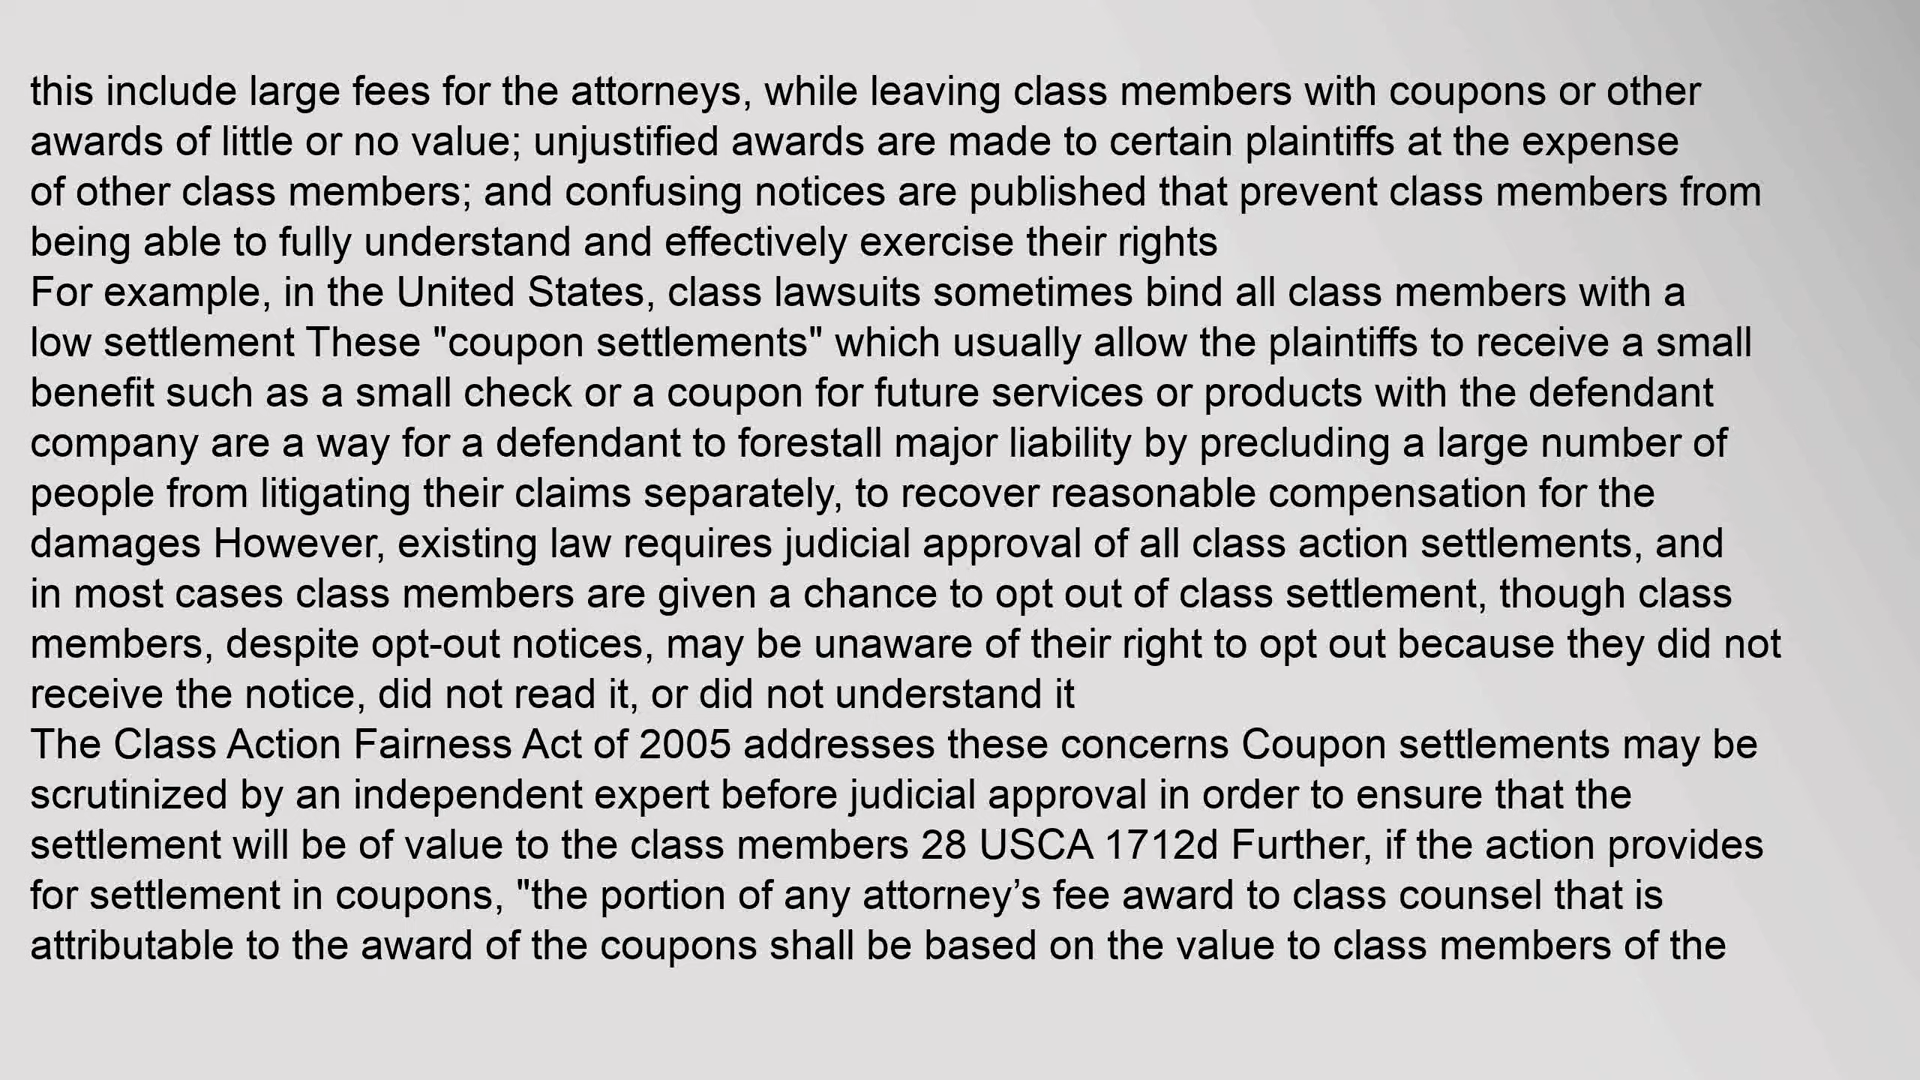 this include large fees for the attorneys, while leaving class members with coupons or other
awards of little or no value; unjustified awards are made to certain plaintiffs at the expense
of other class members; and confusing notices are published that prevent class members from
being able to fully understand and effectively exercise their rights
For example, in the United States, class lawsuits sometimes bind all class members with a
low settlement These "coupon settlements" which usually allow the plaintiffs to receive a small
benefit such as a small check or a coupon for future services or products with the defendant
company are a way for a defendant to forestall major liability by precluding a large number of
people from litigating their claims separately, to recover reasonable compensation for the
damages However, existing law requires judicial approval of all class action settlements, and
in most cases class members are given a chance to opt out of class settlement, though class
members, despite opt-out notices, may be unaware of their right to opt out because they did not
receive the notice, did not read it, or did not understand it
The Class Action Fairness Act of 2005 addresses these concerns Coupon settlements may be
scrutinized by an independent expert before judicial approval in order to ensure that the
settlement will be of value to the class members 28 USCA 1712d Further, if the action provides
for settlement in coupons, "the portion of any attorney’s fee award to class counsel that is
attributable to the award of the coupons shall be based on the value to class members of the